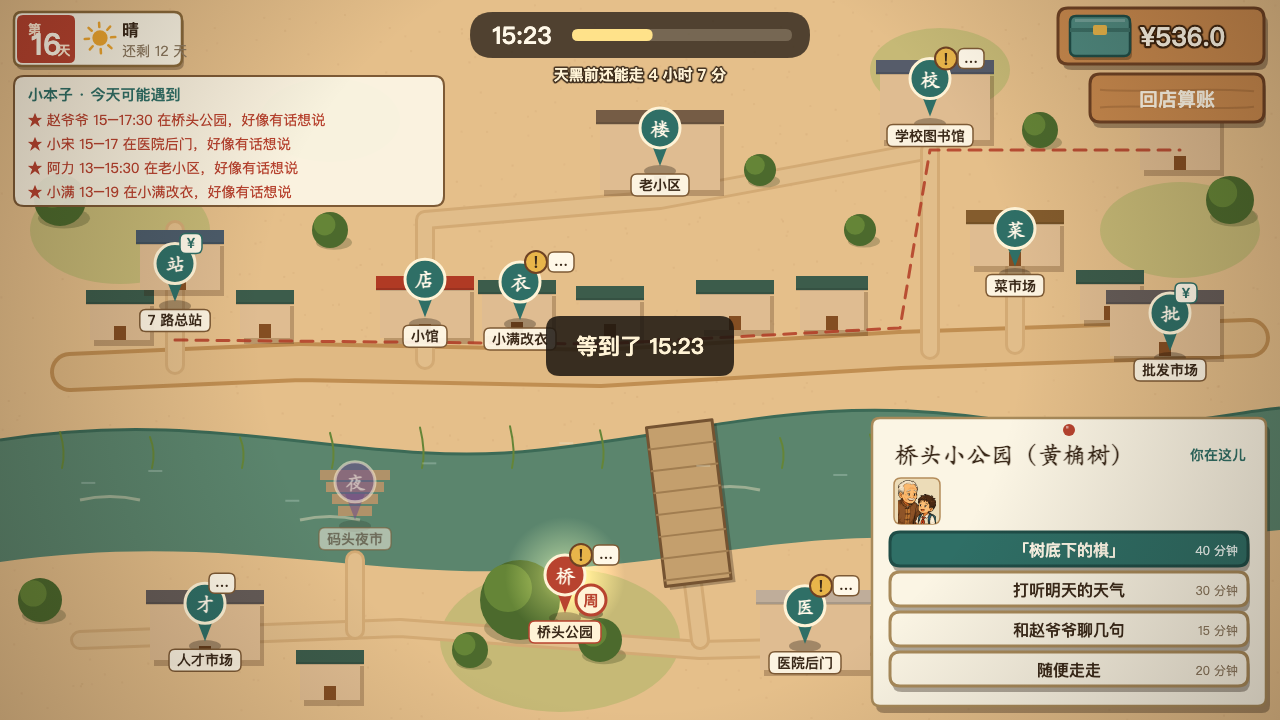 第
16天
晴
还剩 12 天
15:23
天黑前还能走 4 小时 7 分
¥536.0
回店算账
小本子 · 今天可能遇到
★ 赵爷爷 15—17:30 在桥头公园，好像有话想说
★ 小宋 15—17 在医院后门，好像有话想说
★ 阿力 13—15:30 在老小区，好像有话想说
★ 小满 13—19 在小满改衣，好像有话想说
校
! ...
学校图书馆
楼
老小区
菜
菜市场
站
¥
7 路总站
店
小馆
衣
! ...
小满改衣
等到了 15:23
批
¥
批发市场
夜
码头夜市
才
...
人才市场
桥
! ...
周
桥头公园
医
! ...
医院后门
桥头小公园（黄桷树）
你在这儿
「树底下的棋」 40 分钟
打听明天的天气 30 分钟
和赵爷爷聊几句 15 分钟
随便走走 20 分钟